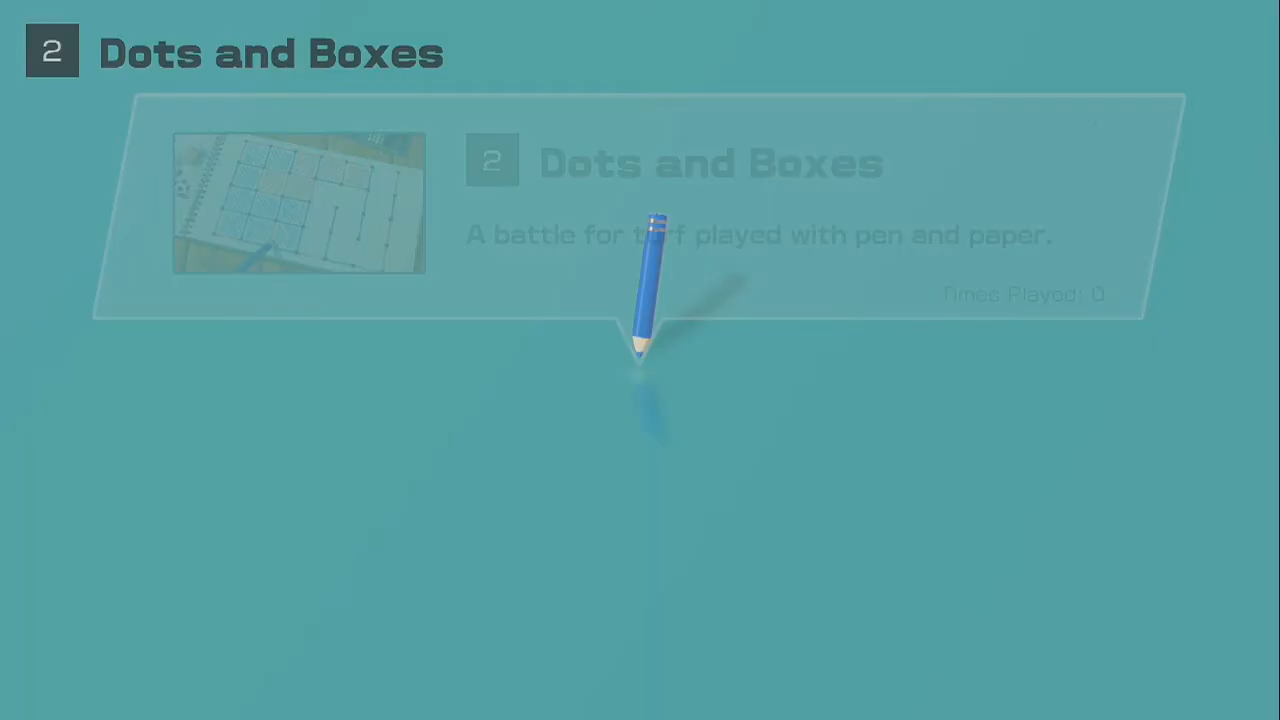 2 Dots and Boxes
2 Dots and Boxes
A battle for turf played with pen and paper.
Times Played: 0